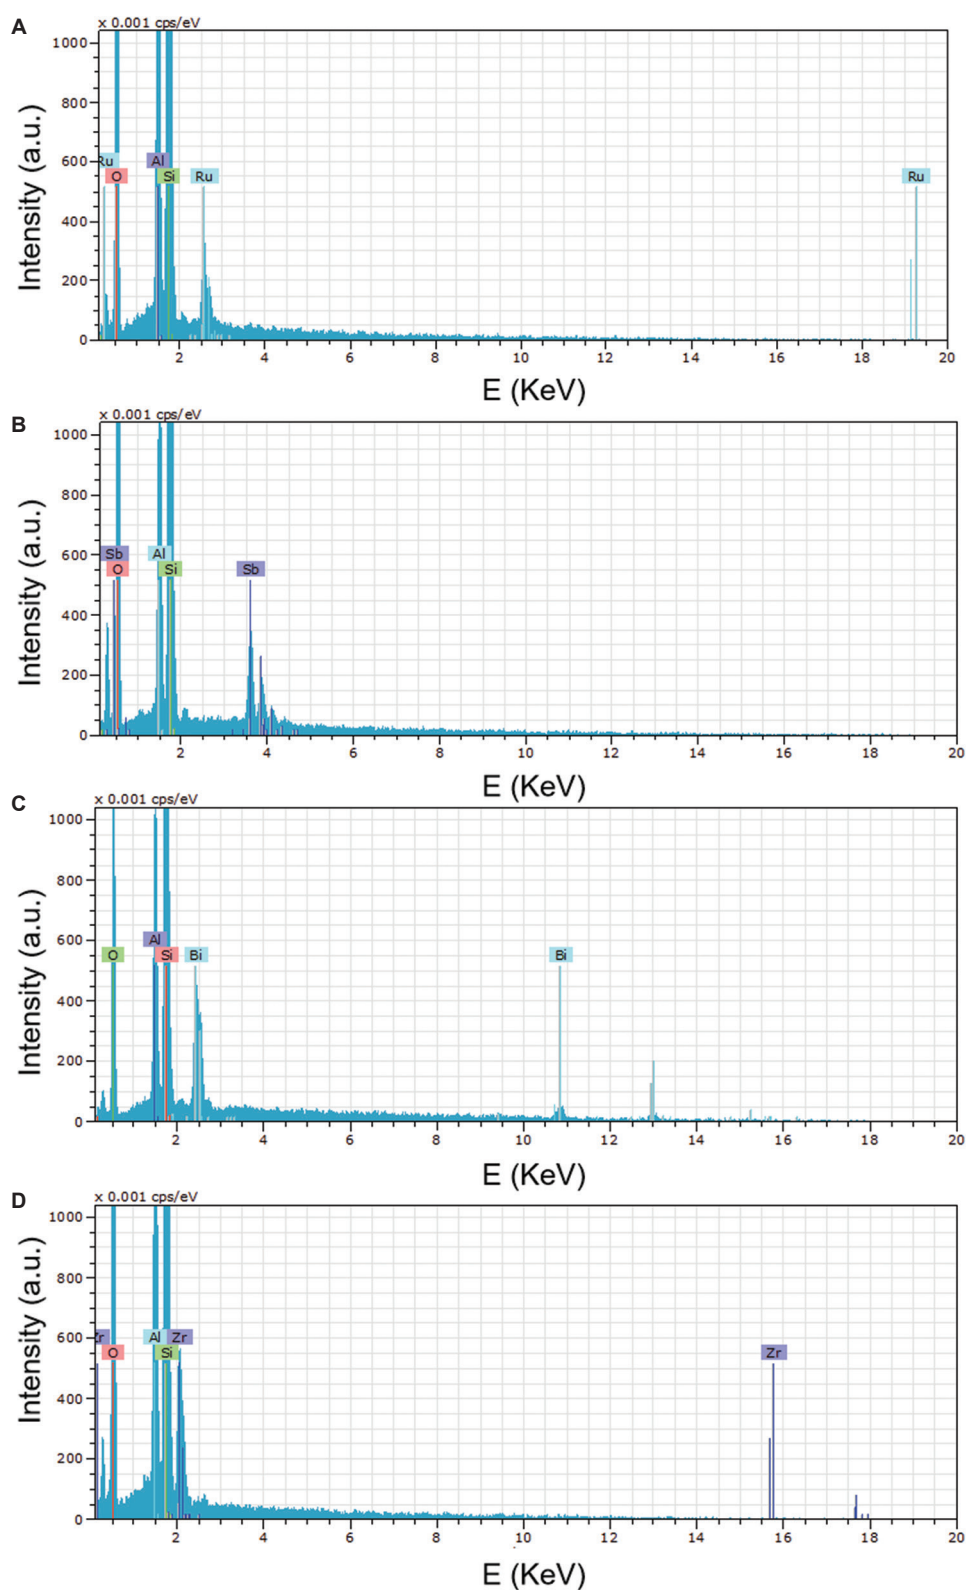 A
x 0.001 cps/eV
1000
800
600
400
200
0
Intensity (a.u.)
Ru Al
O Si Ru Ru
2 4 6 8 10 12 14 16 18 20
E (KeV)
B
x 0.001 cps/eV
1000
800
600
400
200
0
Intensity (a.u.)
Sb Al
O Si Sb
2 4 6 8 10 12 14 16 18 20
E (KeV)
C
x 0.001 cps/eV
1000
800
600
400
200
0
Intensity (a.u.)
Al
O Si Bi Bi
2 4 6 8 10 12 14 16 18 20
E (KeV)
D
x 0.001 cps/eV
1000
800
600
400
200
0
Intensity (a.u.)
Zr Al Zr
O Si Zr
2 4 6 8 10 12 14 16 18 20
E (KeV)